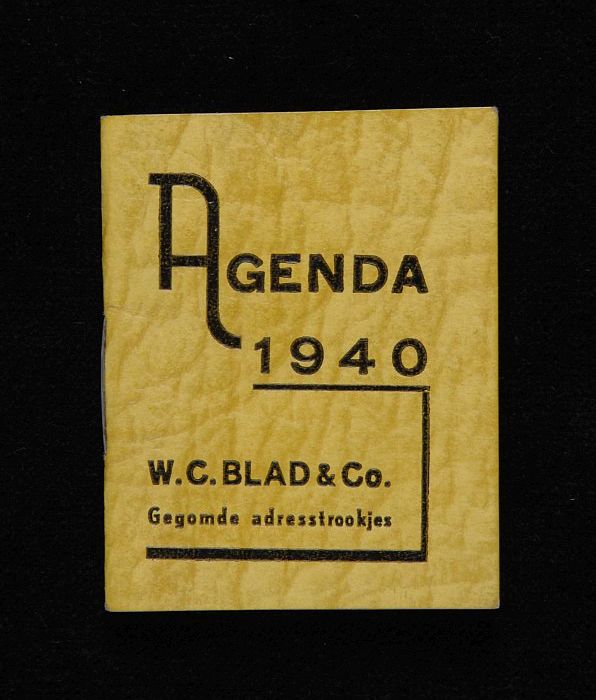 AGENDA
1940
W.C. BLAD & Co.
Gegomde adresstrookjes